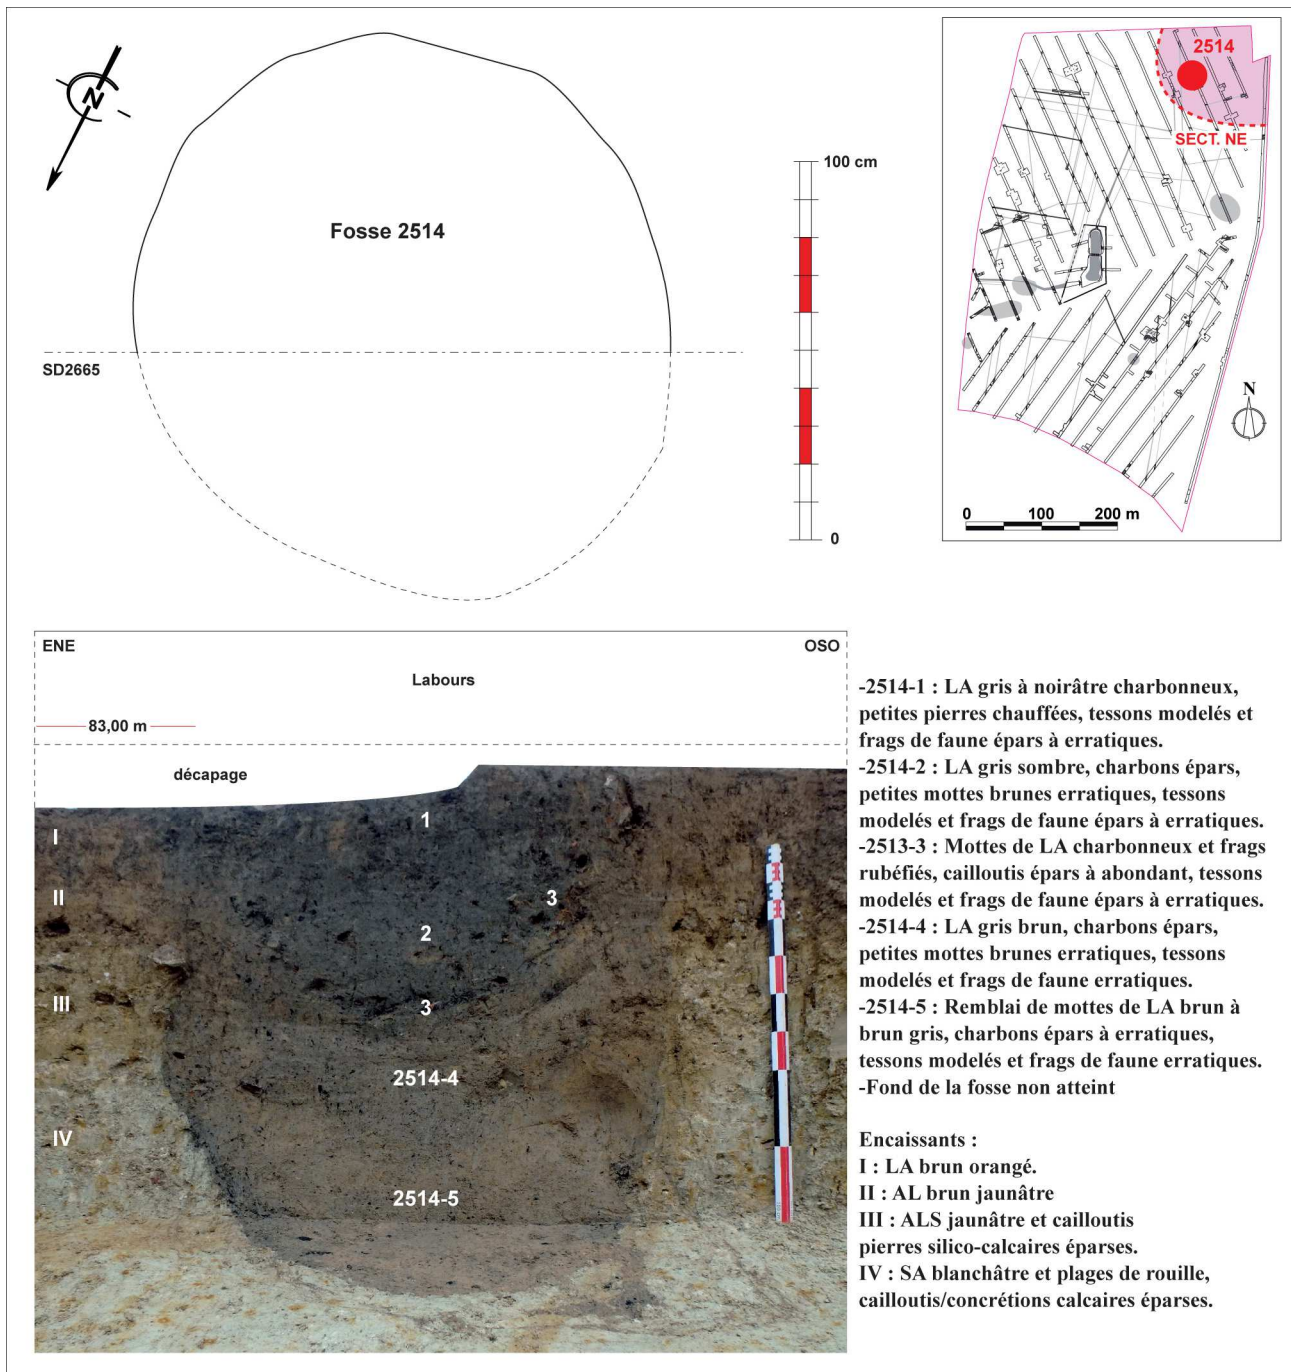 N
Fosse 2514
SD2665
100 cm
0
2514
SECT. NE
N
0 100 200 m
ENE
OSO
Labours
83,00 m
décapage
I
II
III
IV
1
3
2
3
2514-4
2514-5
-2514-1 : LA gris à noirâtre charbonneux,
petites pierres chauffées, tessons modelés et
frags de faune épars à erratiques.
-2514-2 : LA gris sombre, charbons épars,
petites mottes brunes erratiques, tessons
modelés et frags de faune épars à erratiques.
-2513-3 : Mottes de LA charbonneux et frags
rubéfiés, cailloutis épars à abondant, tessons
modelés et frags de faune épars à erratiques.
-2514-4 : LA gris brun, charbons épars,
petites mottes brunes erratiques, tessons
modelés et frags de faune erratiques.
-2514-5 : Remblai de mottes de LA brun à
brun gris, charbons épars à erratiques,
tessons modelés et frags de faune erratiques.
-Fond de la fosse non atteint
Encaissants :
I : LA brun orangé.
II : AL brun jaunâtre
III : ALS jaunâtre et cailloutis
pierres silico-calcaires éparses.
IV : SA blanchâtre et plages de rouille,
cailloutis/concrétions calcaires éparses.